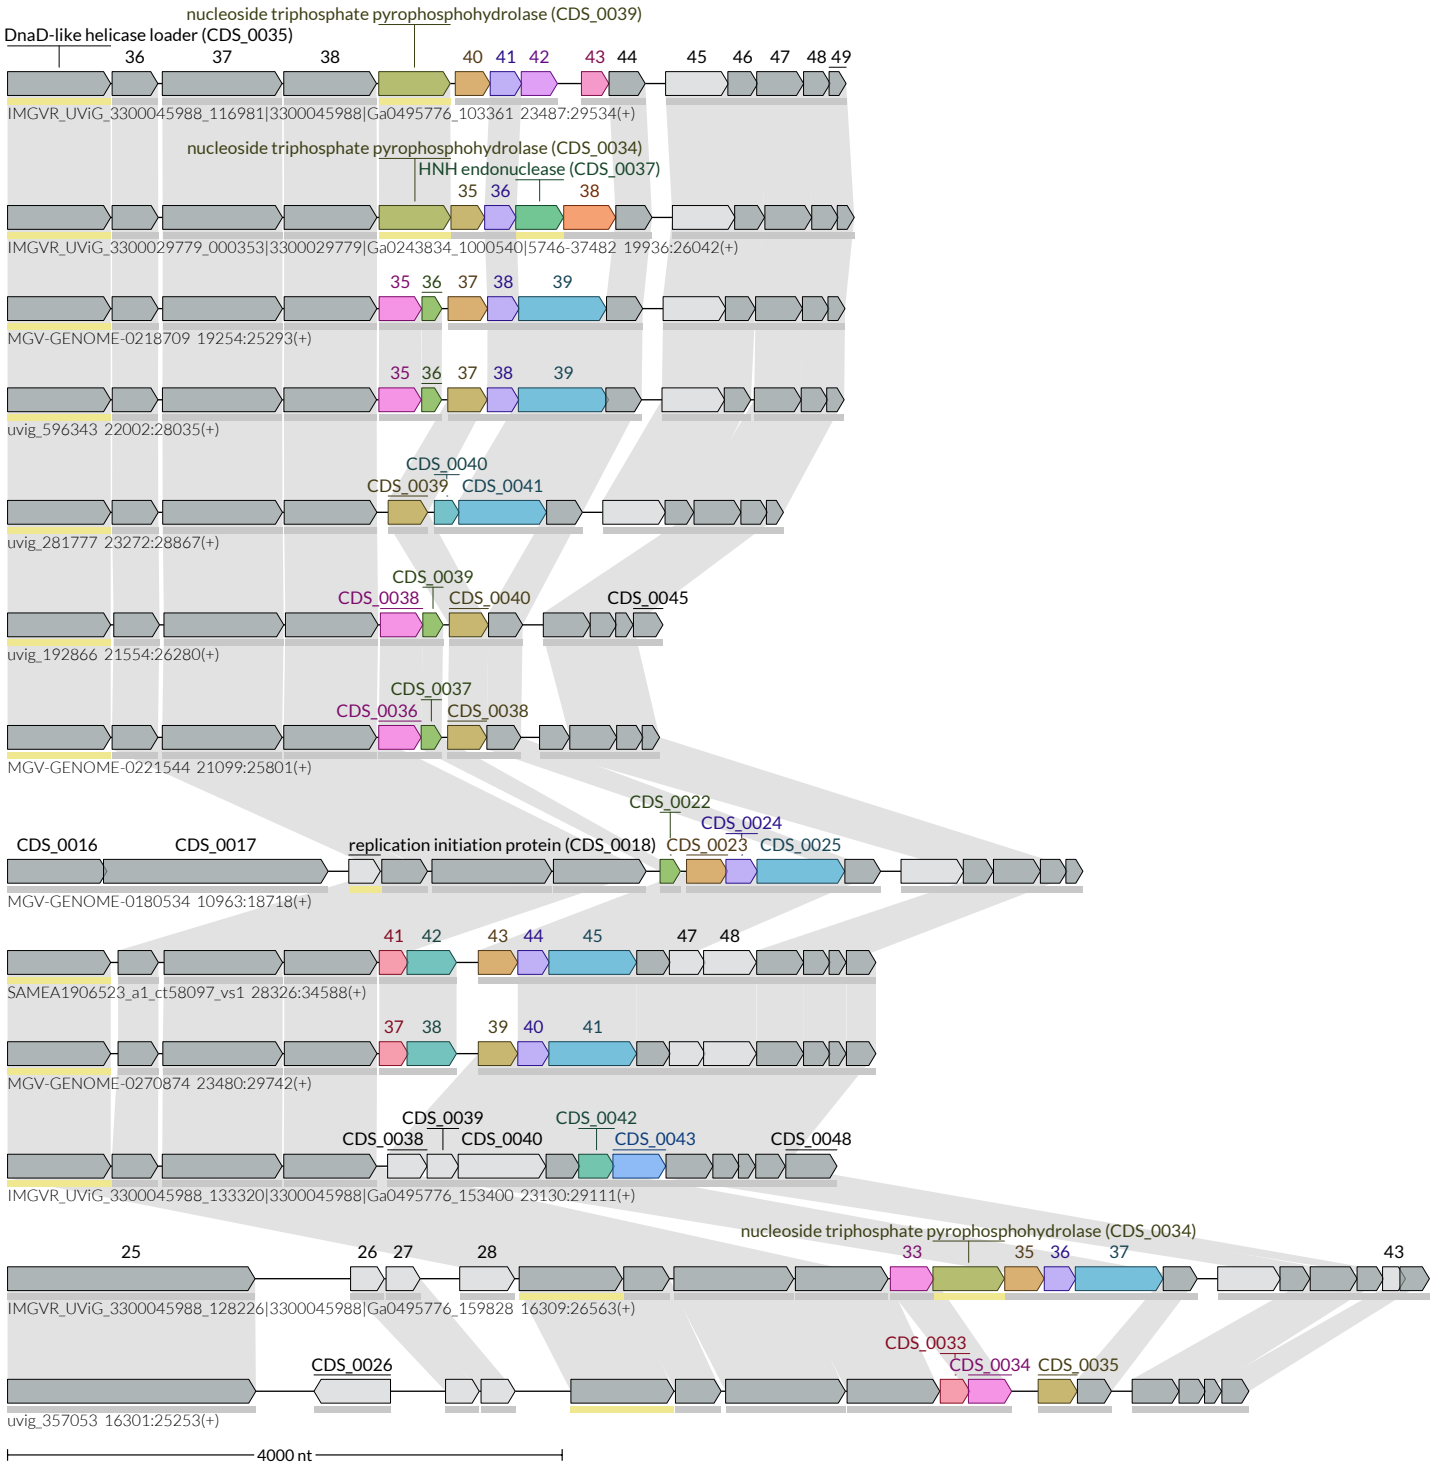 nucleoside triphosphate pyrophosphohydrolase (CDS_0039)
DnaD-like helicase loader (CDS_0035)
36 37 38 40 41 42 43 44 45 46 47 48 49
IMGVR_UViG_3300045988_116981|3300045988|Ga0495776_103361 23487:29534(+)
nucleoside triphosphate pyrophosphohydrolase (CDS_0034)
HNH endonuclease (CDS_0037)
35 36 38
IMGVR_UViG_3300029779_000353|3300029779|Ga0243834_1000540|5746-37482 19936:26042(+)
35 36 37 38 39
MGV-GENOME-0218709 19254:25293(+)
35 36 37 38 39
uvig_596343 22002:28035(+)
CDS_0040
CDS_0039 CDS_0041
uvig_281777 23272:28867(+)
CDS_0039
CDS_0038 CDS_0040 CDS_0045
uvig_192866 21554:26280(+)
CDS_0037
CDS_0036 CDS_0038
MGV-GENOME-0221544 21099:25801(+)
CDS_0022
CDS_0024
CDS_0016 CDS_0017 replication initiation protein (CDS_0018) CDS_0023 CDS_0025
MGV-GENOME-0180534 10963:18718(+)
41 42 43 44 45 47 48
SAMEA1906523_a1_ct58097_vs1 28326:34588(+)
37 38 39 40 41
MGV-GENOME-0270874 23480:29742(+)
CDS_0039 CDS_0042
CDS_0038 CDS_0040 CDS_0043 CDS_0048
IMGVR_UViG_3300045988_133320|3300045988|Ga0495776_153400 23130:29111(+)
nucleoside triphosphate pyrophosphohydrolase (CDS_0034)
25 26 27 28 33 35 36 37 43
IMGVR_UViG_3300045988_128226|3300045988|Ga0495776_159828 16309:26563(+)
CDS_0033
CDS_0026 CDS_0034 CDS_0035
uvig_357053 16301:25253(+)
4000 nt